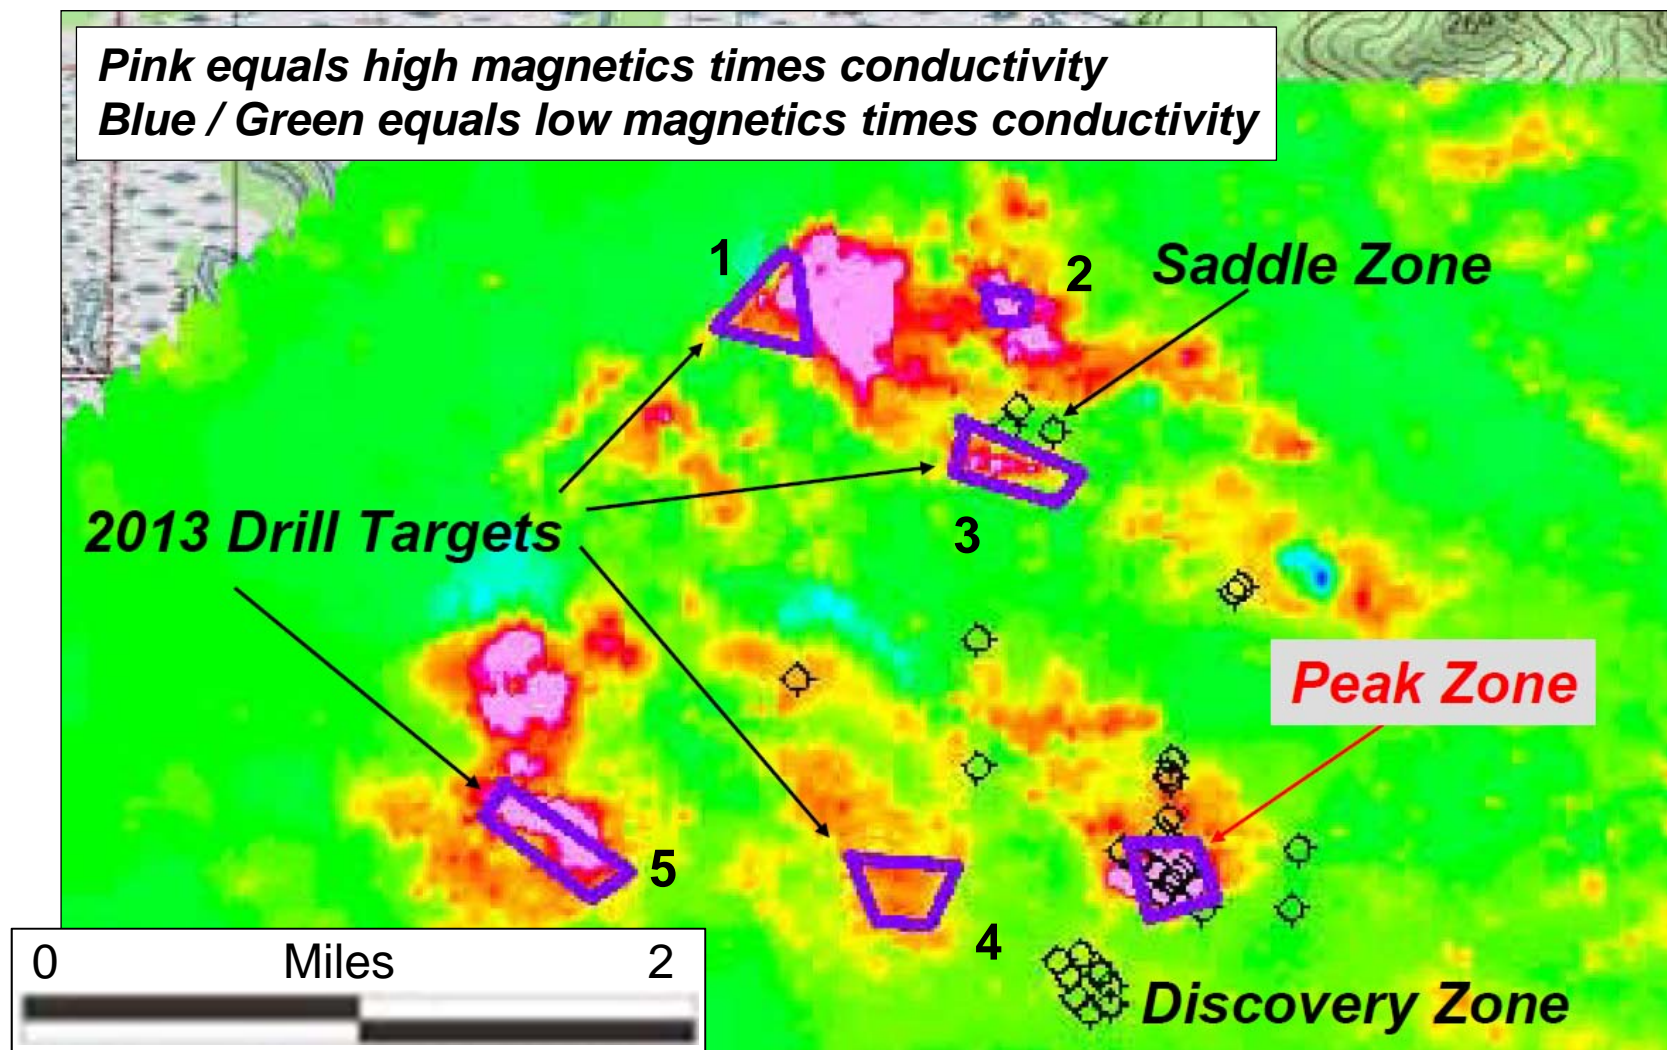 Pink equals high magnetics times conductivity
Blue / Green equals low magnetics times conductivity
1
2
Saddle Zone
2013 Drill Targets
3
Peak Zone
5
4
0 Miles 2
Discovery Zone